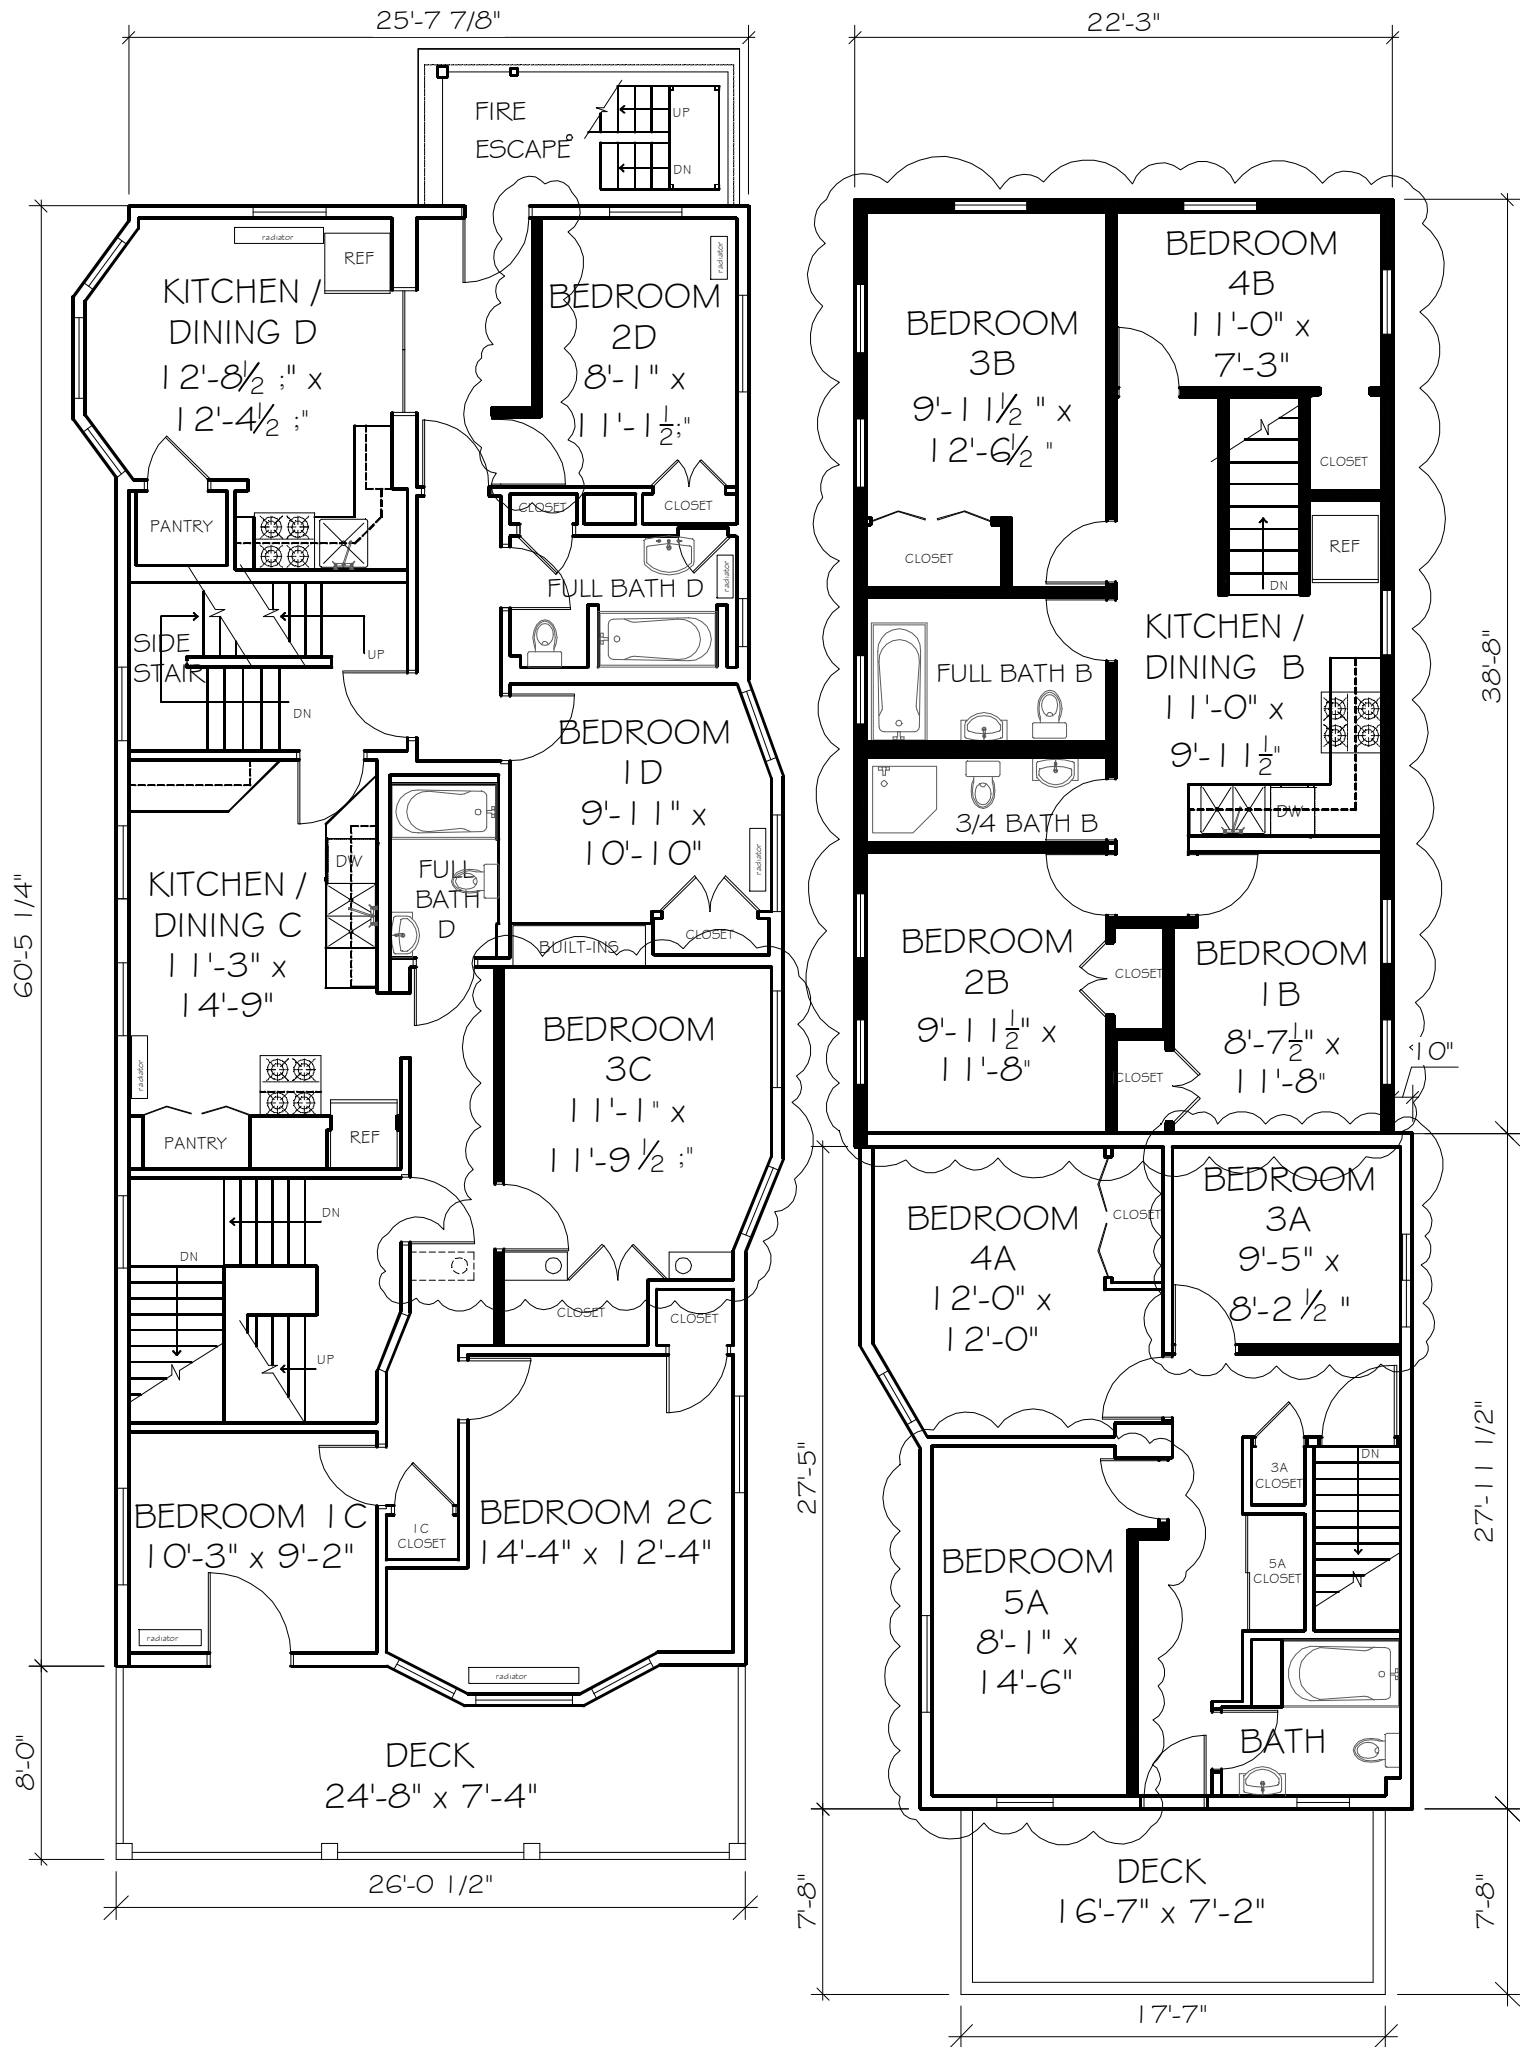 25'-7 7/8"
22'-3"
FIRE
ESCAPE
UP
DN
radiator
REF
radiator
KITCHEN /
DINING D
12'-8½ ;" x
12'-4½ ;"
BEDROOM
2D
8'-1" x
11'-1½;"
PANTRY
CLOSET
CLOSET
FULL BATH D
radiator
SIDE
STAIR
UP
DN
BEDROOM
1D
9'-11" x
10'-10"
radiator
KITCHEN /
DINING C
11'-3" x
14'-9"
DW
FULL
BATH
D
BUILT-INS
CLOSET
60'-5 1/4"
BEDROOM
3C
11'-1" x
11'-9 ½ ;"
radiator
PANTRY
REF
DN
DN
UP
CLOSET
CLOSET
BEDROOM 1C
10'-3" x 9'-2"
1C
CLOSET
BEDROOM 2C
14'-4" x 12'-4"
radiator
radiator
8'-0"
DECK
24'-8" x 7'-4"
26'-0 1/2"
BEDROOM
3B
9'-11½ " x
12'-6½ "
BEDROOM
4B
11'-0" x
7'-3"
CLOSET
CLOSET
REF
DN
KITCHEN /
DINING B
11'-0" x
9'-11½"
FULL BATH B
38'-8"
3/4 BATH B
DW
BEDROOM
2B
9'-11½" x
11'-8"
CLOSET
CLOSET
BEDROOM
1B
8'-7½" x
11'-8"
10"
BEDROOM
4A
12'-0" x
12'-0"
CLOSET
BEDROOM
3A
9'-5" x
8'-2 ½ "
27'-5"
27'-11 1/2"
DN
3A
CLOSET
5A
CLOSET
BEDROOM
5A
8'-1" x
14'-6"
BATH
DECK
16'-7" x 7'-2"
7'-8"
7'-8"
17'-7"